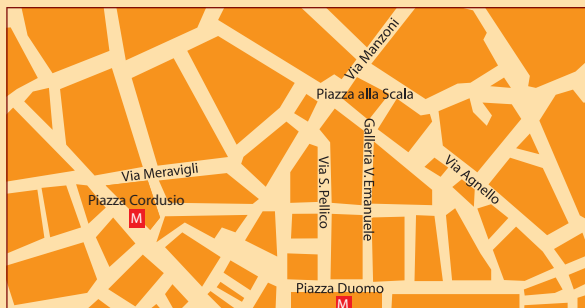 Via Manzoni
Piazza alla Scala
Galleria V. Emanuele
Via Agnello
Via S. Pellico
Via Meravigli
Piazza Cordusio
M
Piazza Duomo
M